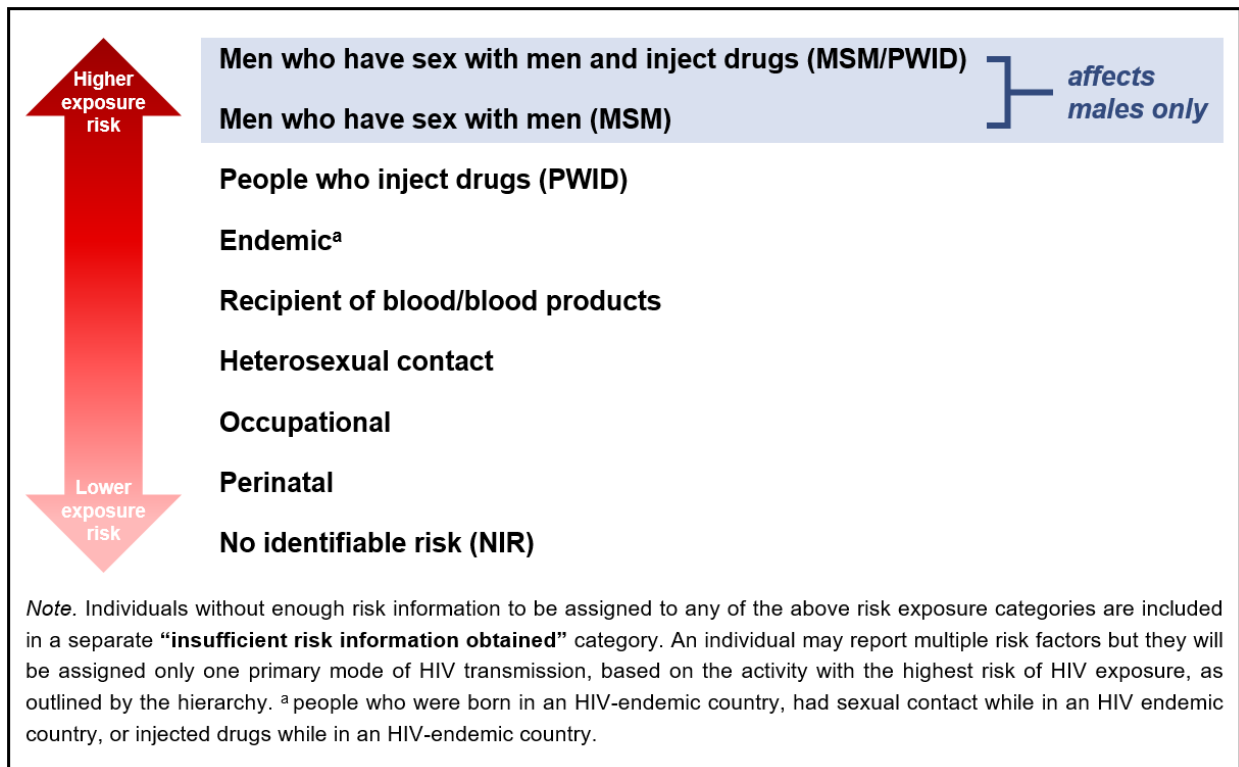 Higher
exposure
risk
Men who have sex with men and inject drugs (MSM/PWID)
Men who have sex with men (MSM)
affects
males only
People who inject drugs (PWID)
Endemicᵃ
Recipient of blood/blood products
Heterosexual contact
Occupational
Perinatal
No identifiable risk (NIR)
Lower
exposure
risk
Note. Individuals without enough risk information to be assigned to any of the above risk exposure categories are included
in a separate “insufficient risk information obtained” category. An individual may report multiple risk factors but they will
be assigned only one primary mode of HIV transmission, based on the activity with the highest risk of HIV exposure, as
outlined by the hierarchy. ᵃ people who were born in an HIV-endemic country, had sexual contact while in an HIV endemic
country, or injected drugs while in an HIV-endemic country.